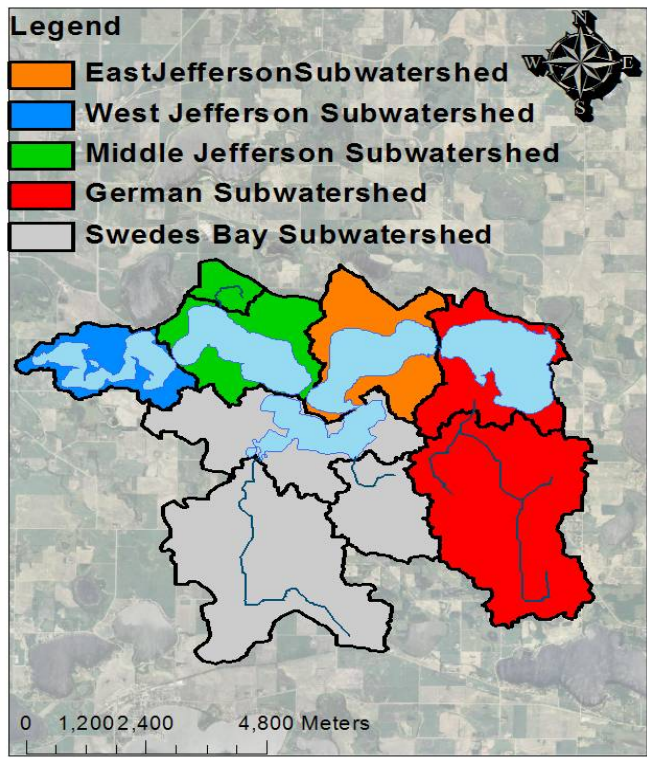 Legend
N
W E
S
EastJeffersonSubwatershed
West Jefferson Subwatershed
Middle Jefferson Subwatershed
German Subwatershed
Swedes Bay Subwatershed
0 1,2002,400 4,800 Meters